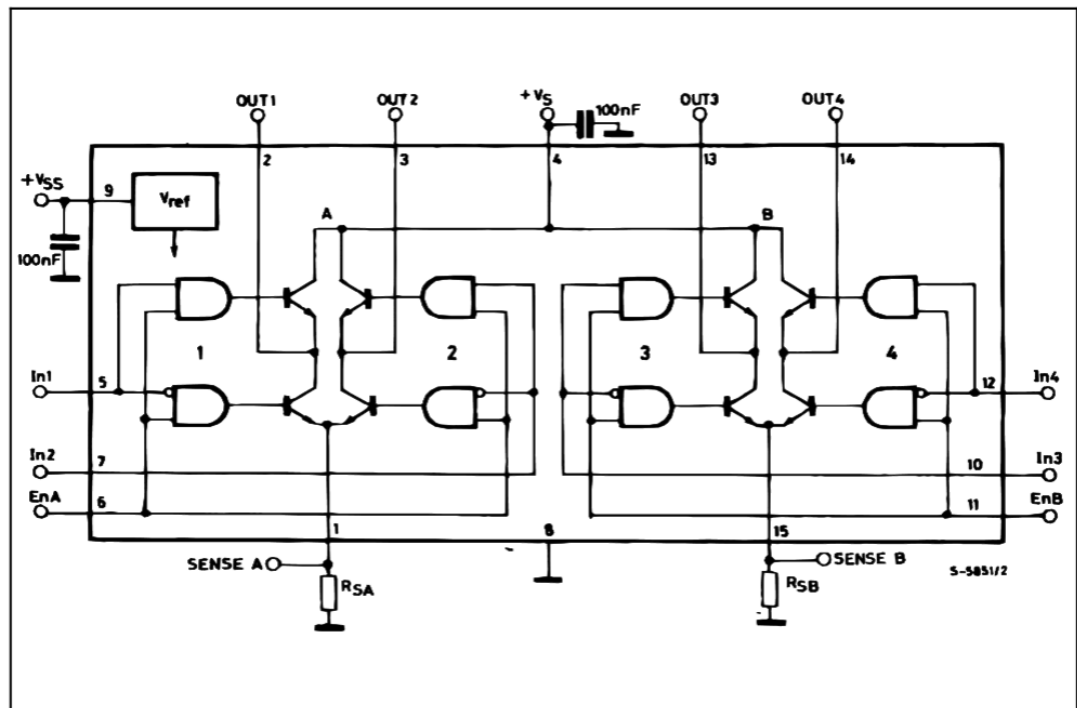 OUT1 OUT2 +VS 100nF OUT3 OUT4
2 3 4 13 14
+VSS 9 Vref
A B
100nF
1 2 3 4
In1 5 12 In4
In2 7 10 In3
EnA 6 11 EnB
1 8 15
SENSE A SENSE B
RSA RSB
S-5851/2